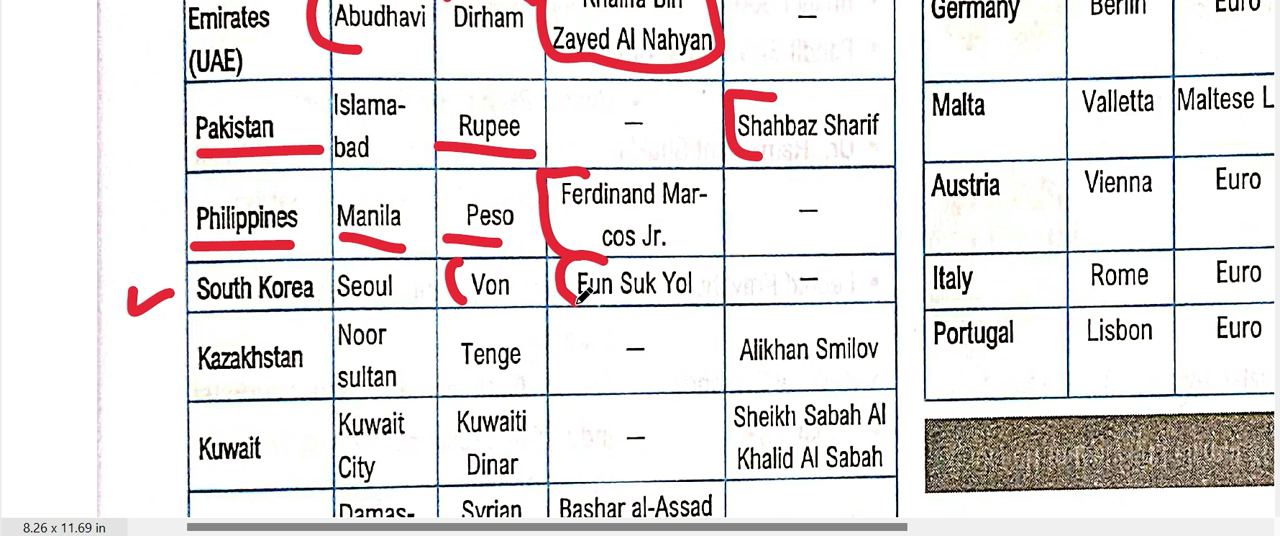 Emirates
(UAE)
Abudhavi
Dirham
Zayed Al Nahyan
—
Pakistan
Islama-
bad
Rupee
—
Shahbaz Sharif
Philippines
Manila
Peso
Ferdinand Mar-
cos Jr.
—
South Korea
Seoul
Von
Eun Suk Yol
—
Kazakhstan
Noor
sultan
Tenge
—
Alikhan Smilov
Kuwait
Kuwait
City
Kuwaiti
Dinar
—
Sheikh Sabah Al
Khalid Al Sabah
Damas-
Syrian
Bashar al-Assad
Germany
Berlin
Euro
Malta
Valletta
Maltese L
Austria
Vienna
Euro
Italy
Rome
Euro
Portugal
Lisbon
Euro
8.26 x 11.69 in